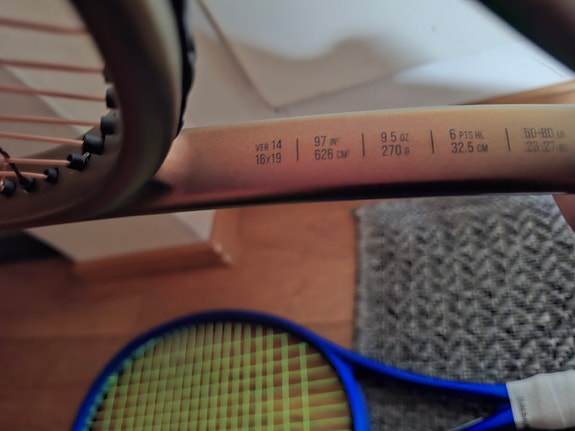 VER 14 | 97 IN² | 9.5 OZ | 6 PTS HL | 50-60 LB
16x19 | 626 CM² | 270 G | 32.5 CM | 23-27 KG